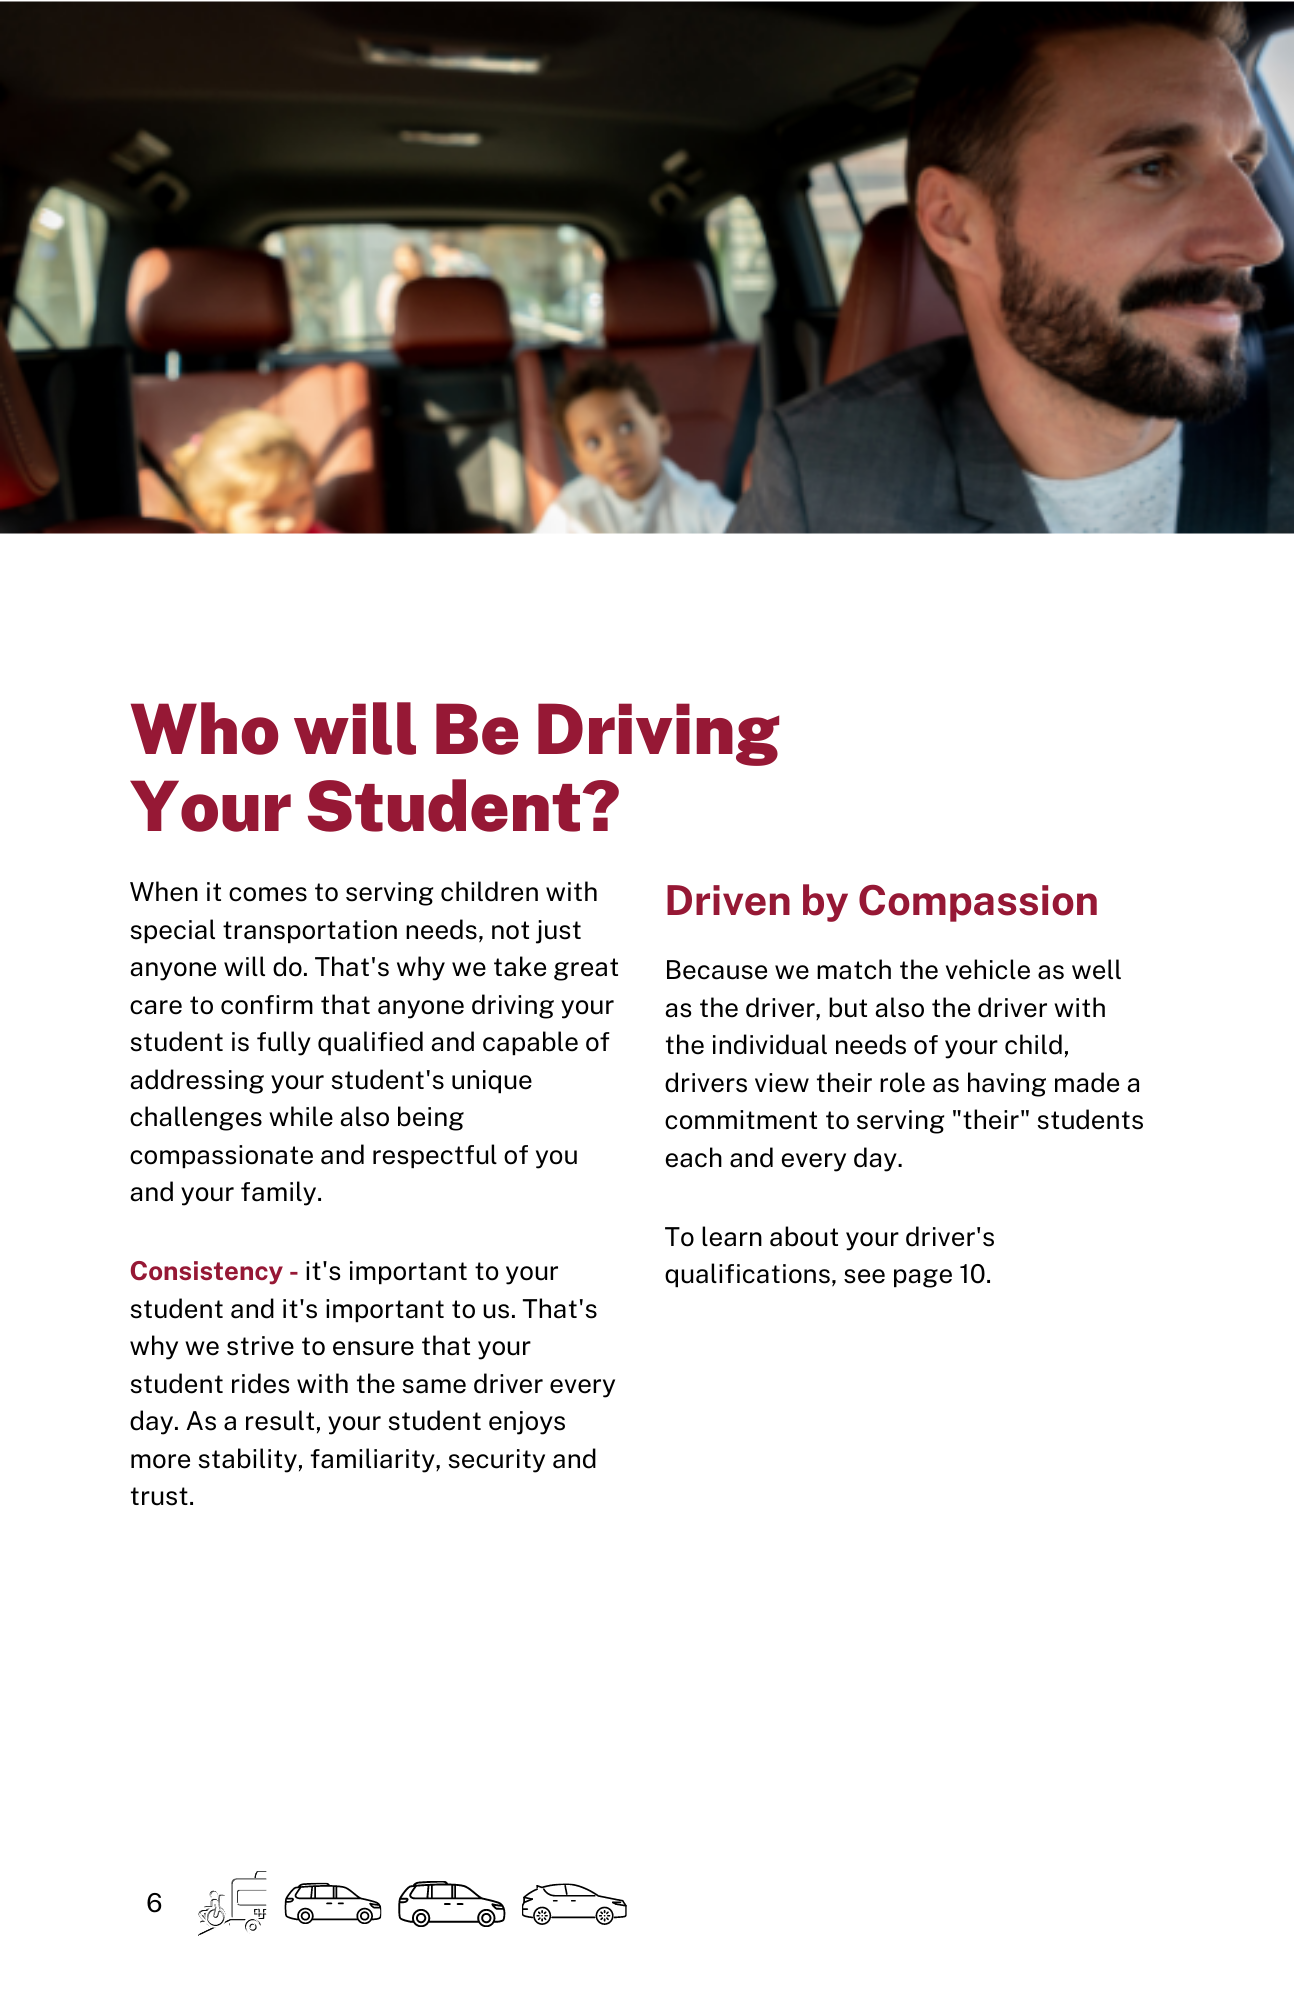 Who will Be Driving
Your Student?
When it comes to serving children with
special transportation needs, not just
anyone will do. That's why we take great
care to confirm that anyone driving your
student is fully qualified and capable of
addressing your student's unique
challenges while also being
compassionate and respectful of you
and your family.
Consistency - it's important to your
student and it's important to us. That's
why we strive to ensure that your
student rides with the same driver every
day. As a result, your student enjoys
more stability, familiarity, security and
trust.
Driven by Compassion
Because we match the vehicle as well
as the driver, but also the driver with
the individual needs of your child,
drivers view their role as having made a
commitment to serving "their" students
each and every day.
To learn about your driver's
qualifications, see page 10.
6